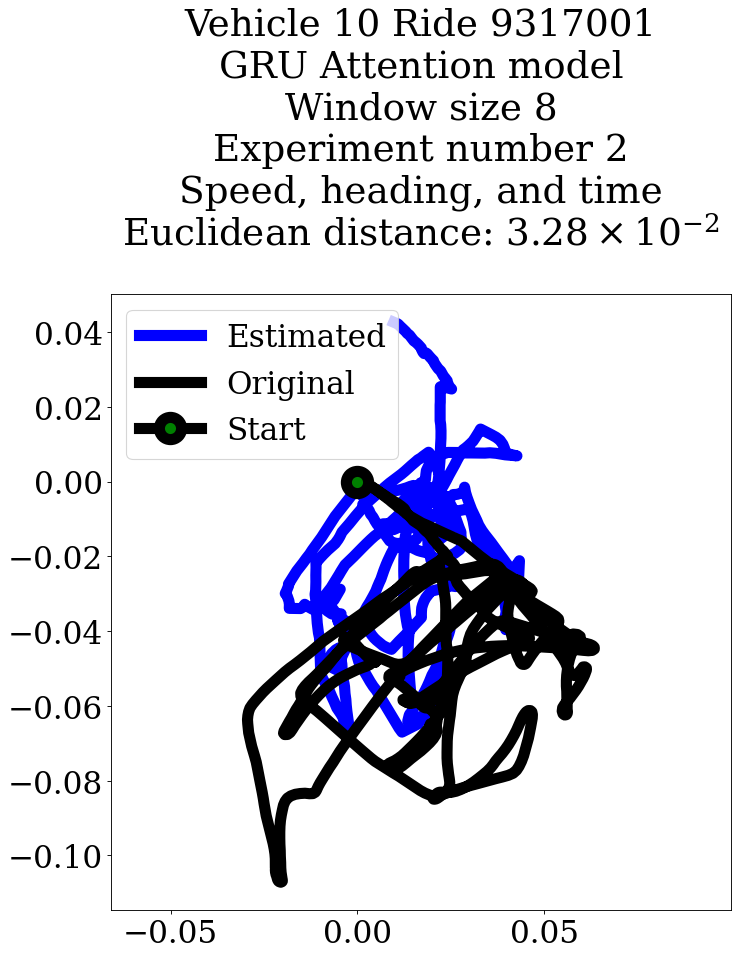 Vehicle 10 Ride 9317001
GRU Attention model
Window size 8
Experiment number 2
Speed, heading, and time
Euclidean distance: 3.28 × 10⁻²
Estimated
Original
Start
0.04
0.02
0.00
−0.02
−0.04
−0.06
−0.08
−0.10
−0.05
0.00
0.05